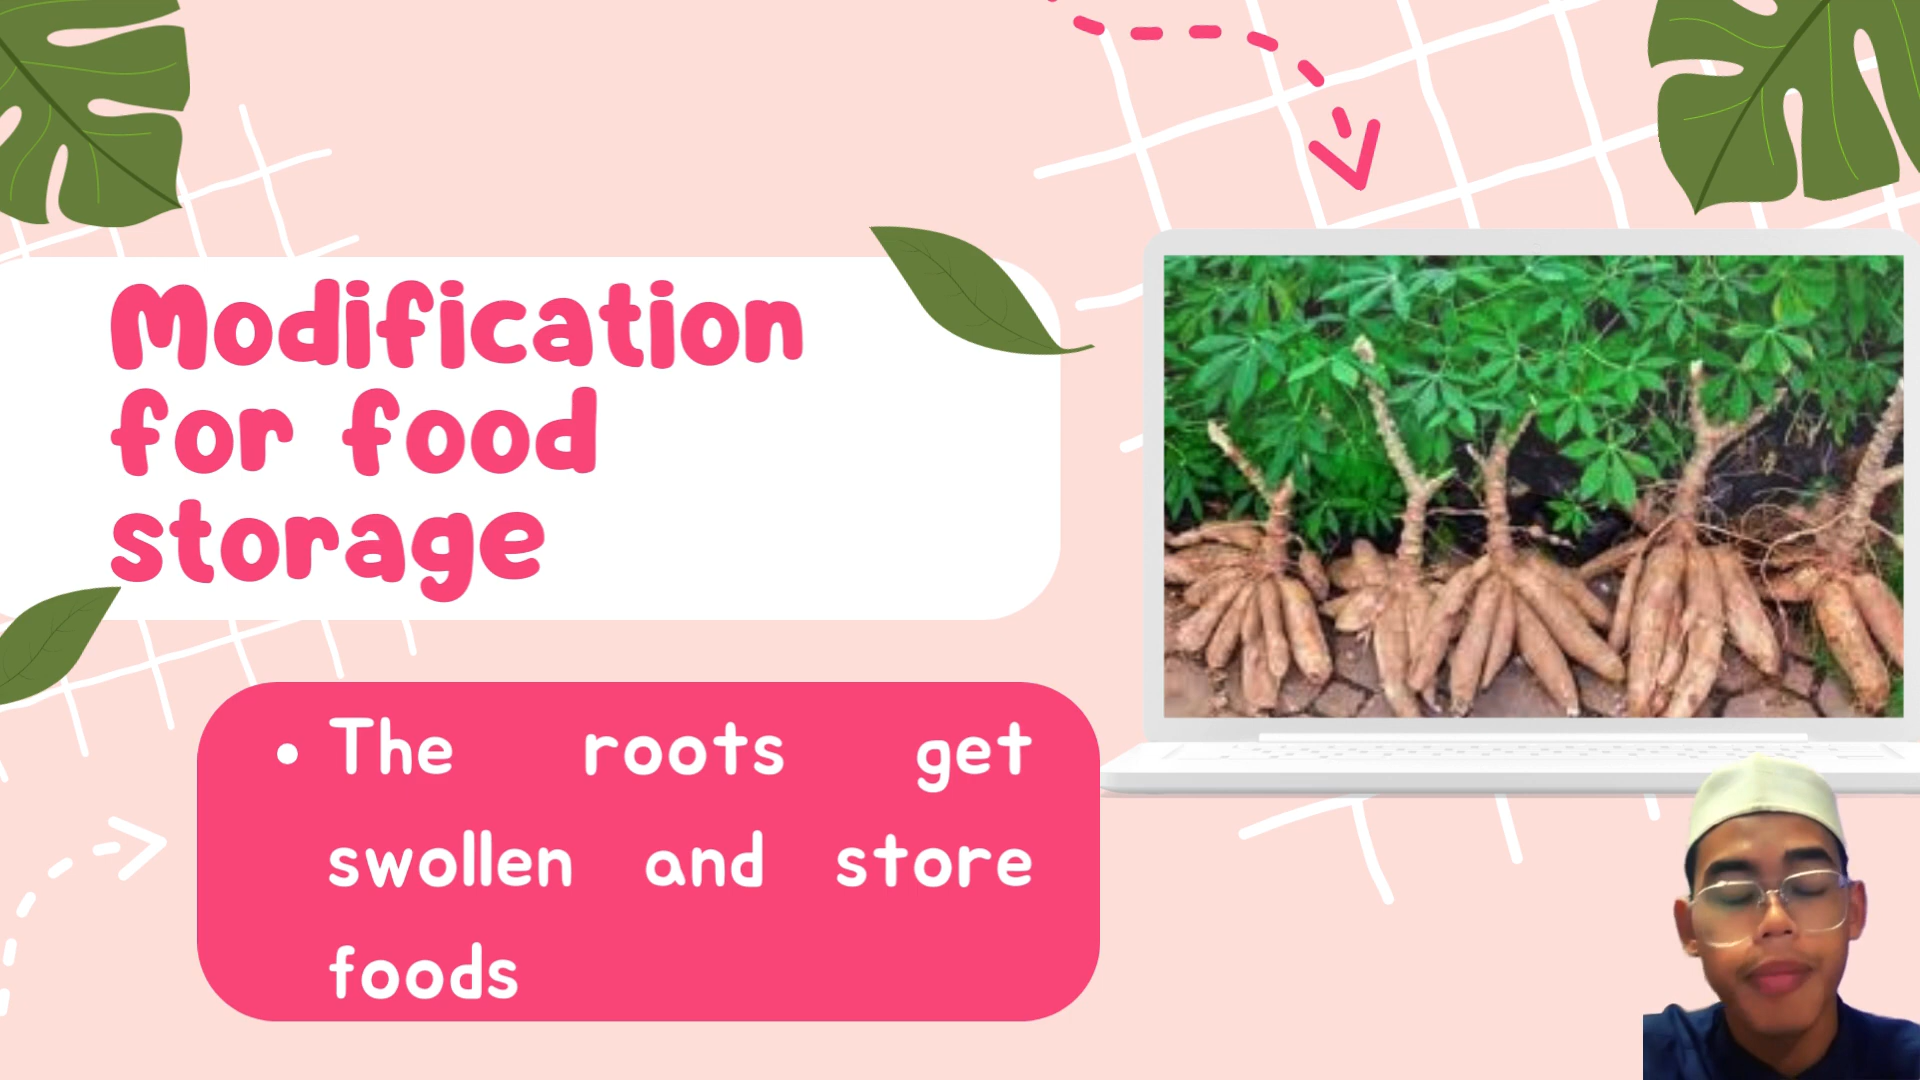 Modification
for food
storage
• The roots get
swollen and store
foods